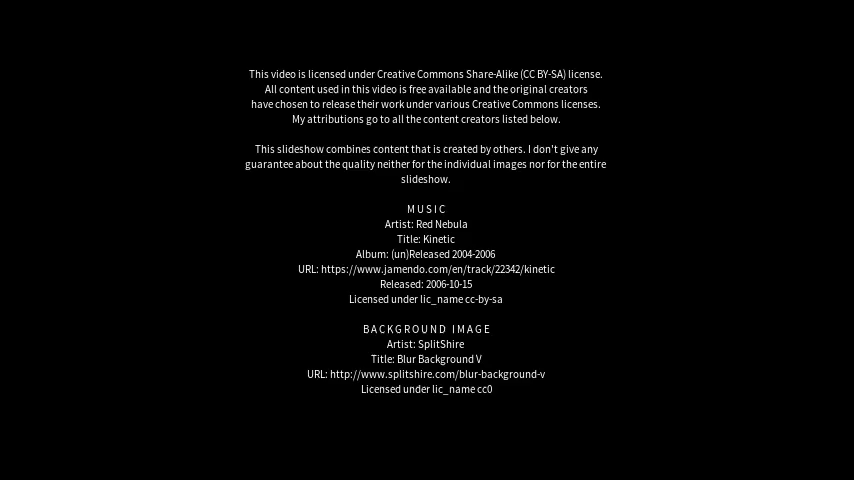 This video is licensed under Creative Commons Share-Alike (CC BY-SA) license.
All content used in this video is free available and the original creators
have chosen to release their work under various Creative Commons licenses.
My attributions go to all the content creators listed below.
This slideshow combines content that is created by others. I don't give any
guarantee about the quality neither for the individual images nor for the entire
slideshow.
MUSIC
Artist: Red Nebula
Title: Kinetic
Album: (un)Released 2004-2006
URL: https://www.jamendo.com/en/track/22342/kinetic
Released: 2006-10-15
Licensed under lic_name cc-by-sa
BACKGROUND IMAGE
Artist: SplitShire
Title: Blur Background V
URL: http://www.splitshire.com/blur-background-v
Licensed under lic_name cc0